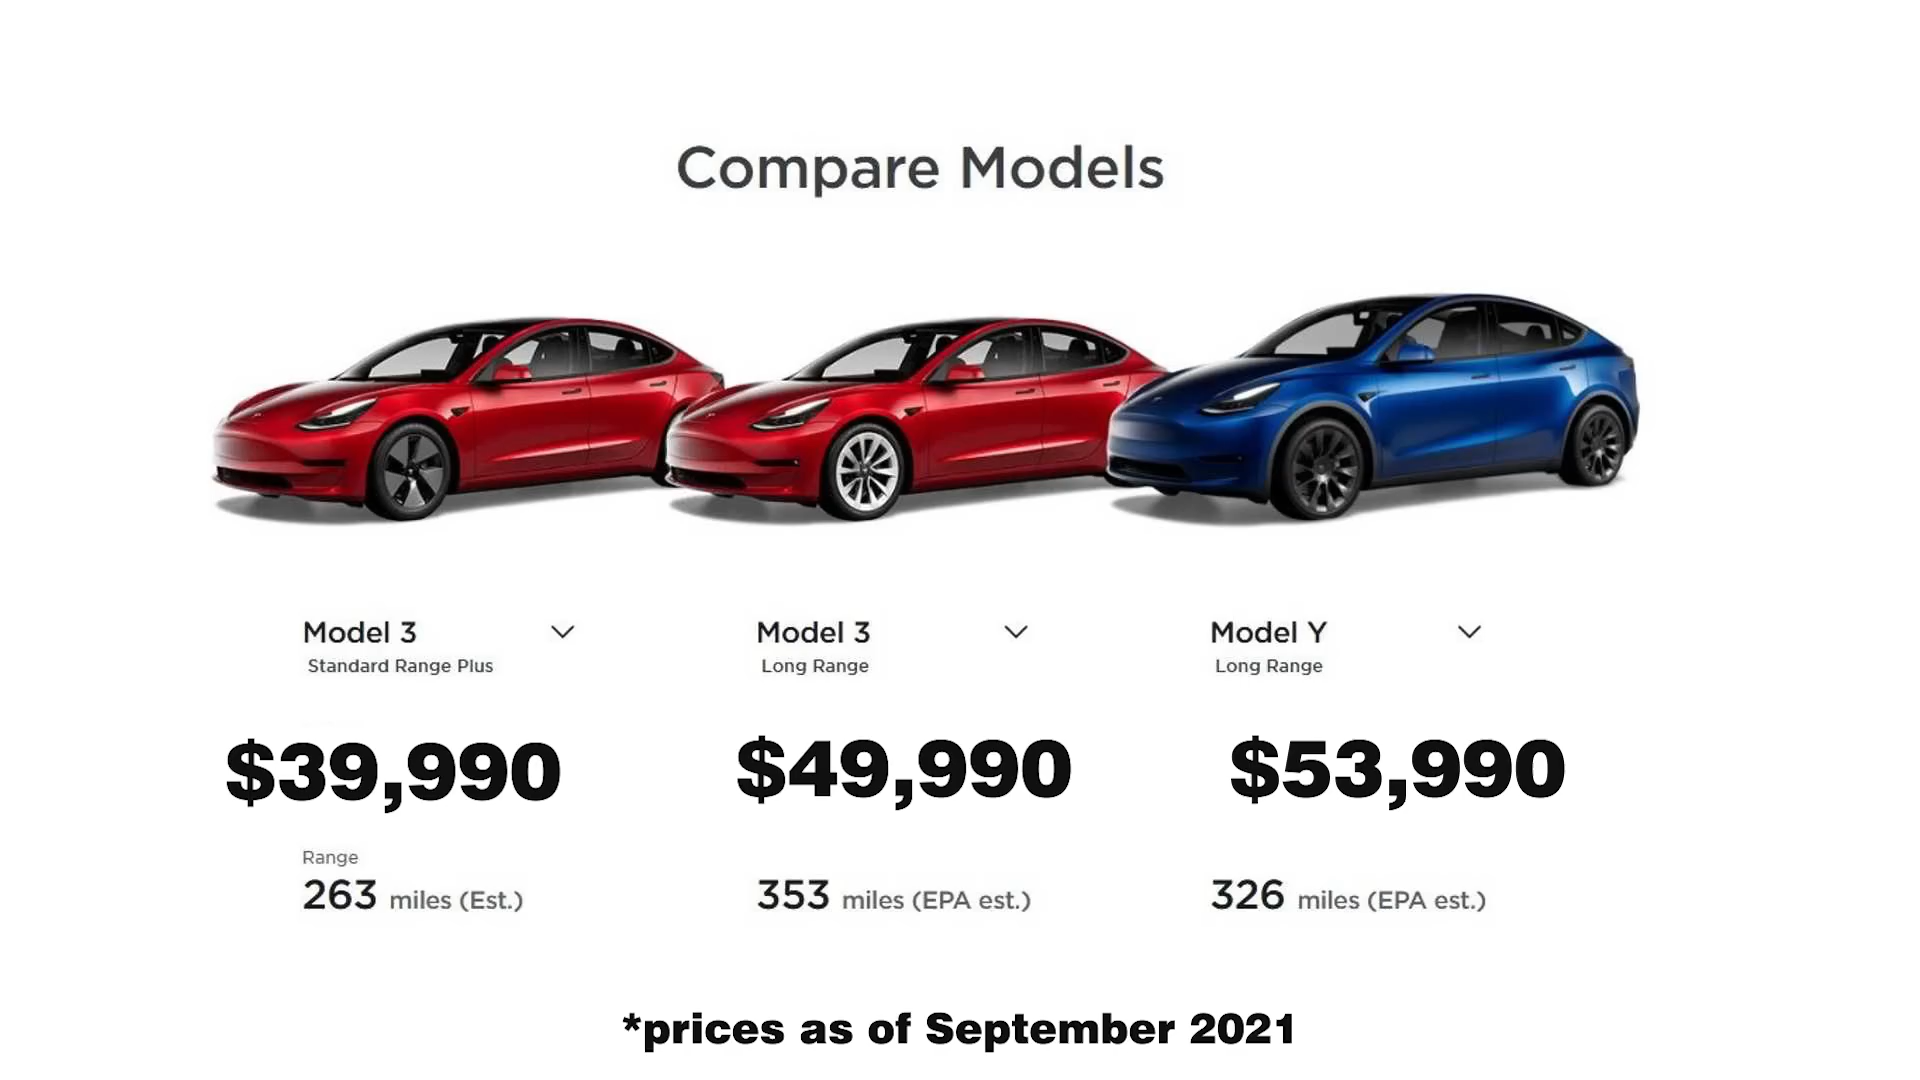 Compare Models
Model 3
Standard Range Plus
Model 3
Long Range
Model Y
Long Range
$39,990
$49,990
$53,990
Range
263 miles (Est.)
353 miles (EPA est.)
326 miles (EPA est.)
*prices as of September 2021